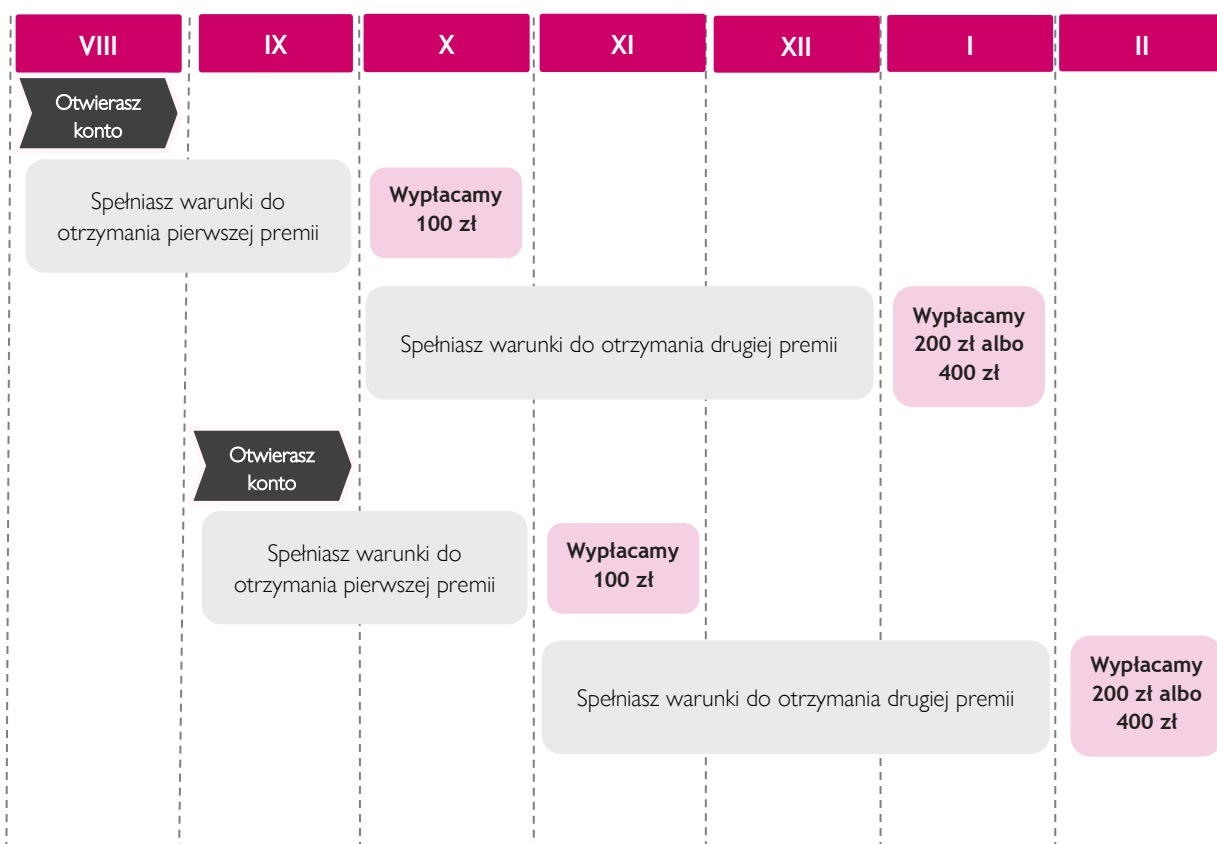 VIII IX X XI XII I II
Otwierasz
konto
Spełniasz warunki do
otrzymania pierwszej premii
Wypłacamy
100 zł
Spełniasz warunki do otrzymania drugiej premii
Wypłacamy
200 zł albo
400 zł
Otwierasz
konto
Spełniasz warunki do
otrzymania pierwszej premii
Wypłacamy
100 zł
Spełniasz warunki do otrzymania drugiej premii
Wypłacamy
200 zł albo
400 zł